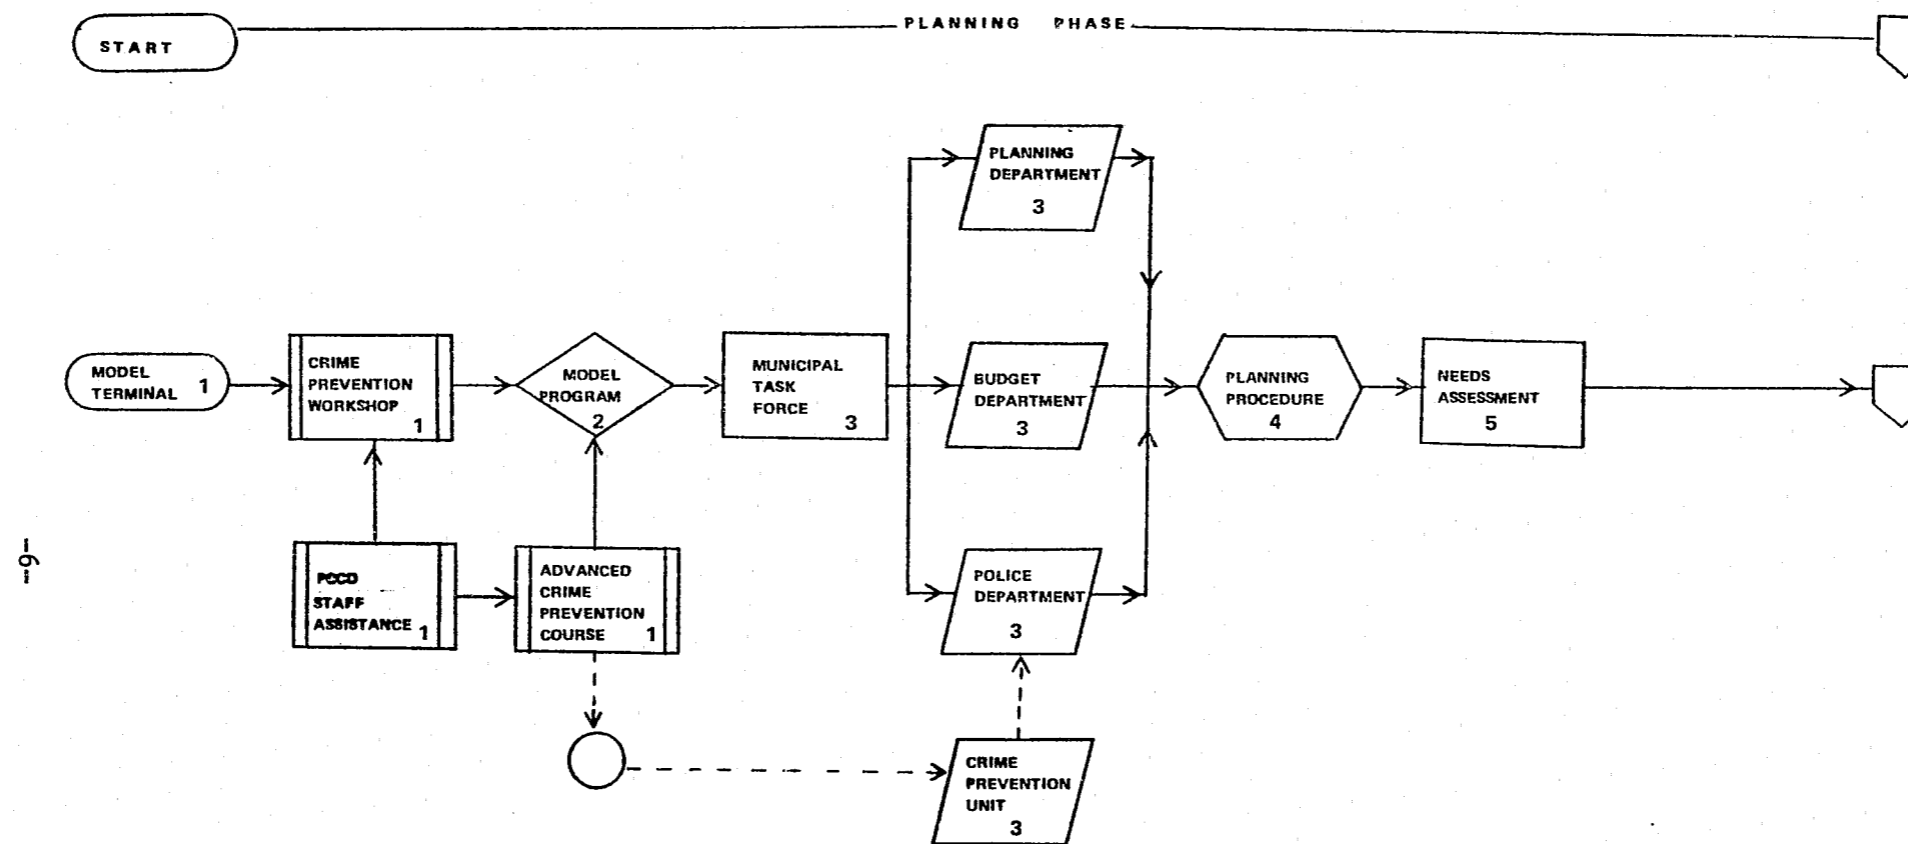 PLANNING PHASE
START
PLANNING
DEPARTMENT
3
MODEL
TERMINAL 1
CRIME
PREVENTION
WORKSHOP
1
MODEL
PROGRAM
2
MUNICIPAL
TASK
FORCE
3
BUDGET
DEPARTMENT
3
PLANNING
PROCEDURE
4
NEEDS
ASSESSMENT
5
PCCD
STAFF
ASSISTANCE 1
ADVANCED
CRIME
PREVENTION
COURSE 1
POLICE
DEPARTMENT
3
CRIME
PREVENTION
UNIT
3
-9-